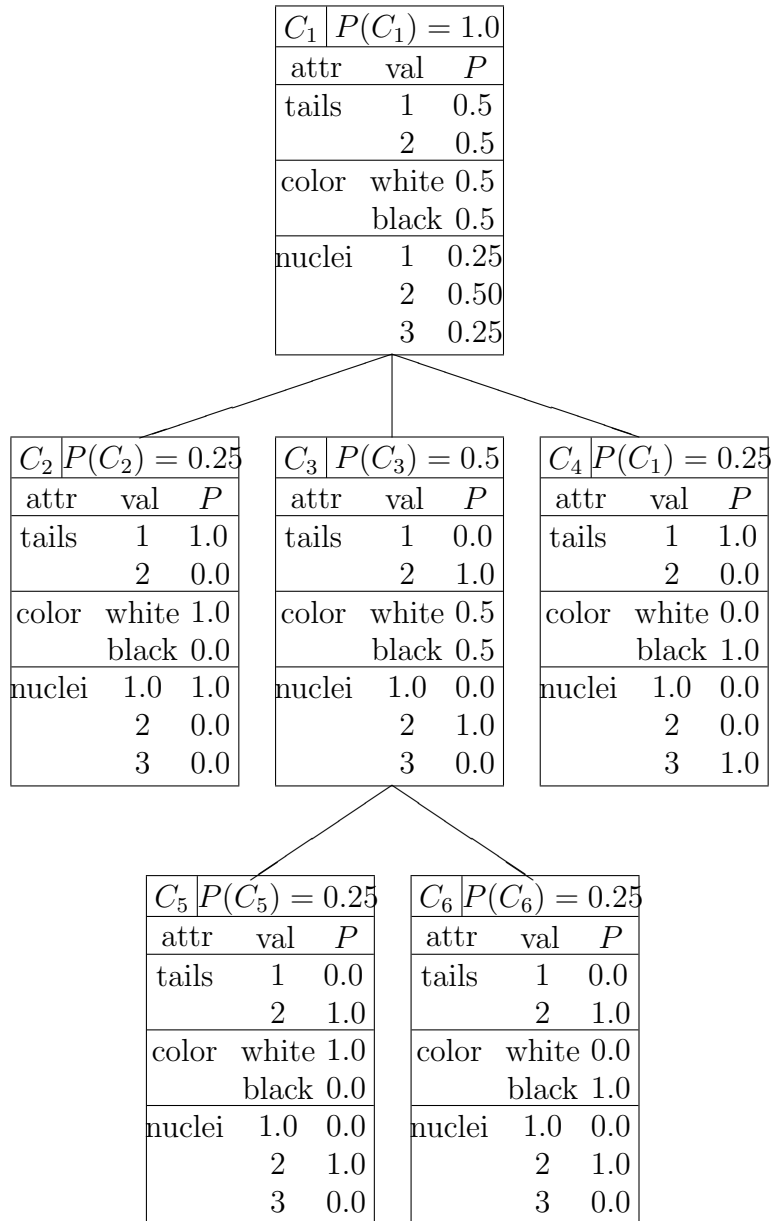 C₁ P(C₁) = 1.0
attr val P
tails 1 0.5
2 0.5
color white 0.5
black 0.5
nuclei 1 0.25
2 0.50
3 0.25
C₂ P(C₂) = 0.25
attr val P
tails 1 1.0
2 0.0
color white 1.0
black 0.0
nuclei 1.0 1.0
2 0.0
3 0.0
C₃ P(C₃) = 0.5
attr val P
tails 1 0.0
2 1.0
color white 0.5
black 0.5
nuclei 1.0 0.0
2 1.0
3 0.0
C₄ P(C₁) = 0.25
attr val P
tails 1 1.0
2 0.0
color white 0.0
black 1.0
nuclei 1.0 0.0
2 0.0
3 1.0
C₅ P(C₅) = 0.25
attr val P
tails 1 0.0
2 1.0
color white 1.0
black 0.0
nuclei 1.0 0.0
2 1.0
3 0.0
C₆ P(C₆) = 0.25
attr val P
tails 1 0.0
2 1.0
color white 0.0
black 1.0
nuclei 1.0 0.0
2 1.0
3 0.0